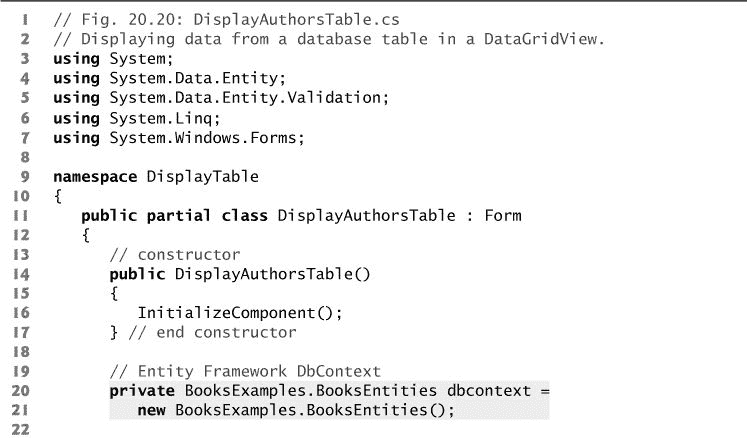 1 // Fig. 20.20: DisplayAuthorsTable.cs
2 // Displaying data from a database table in a DataGridView.
3 using System;
4 using System.Data.Entity;
5 using System.Data.Entity.Validation;
6 using System.Linq;
7 using System.Windows.Forms;
8
9 namespace DisplayTable
10 {
11    public partial class DisplayAuthorsTable : Form
12    {
13       // constructor
14       public DisplayAuthorsTable()
15       {
16          InitializeComponent();
17       } // end constructor
18
19       // Entity Framework DbContext
20       private BooksExamples.BooksEntities dbcontext =
21          new BooksExamples.BooksEntities();
22